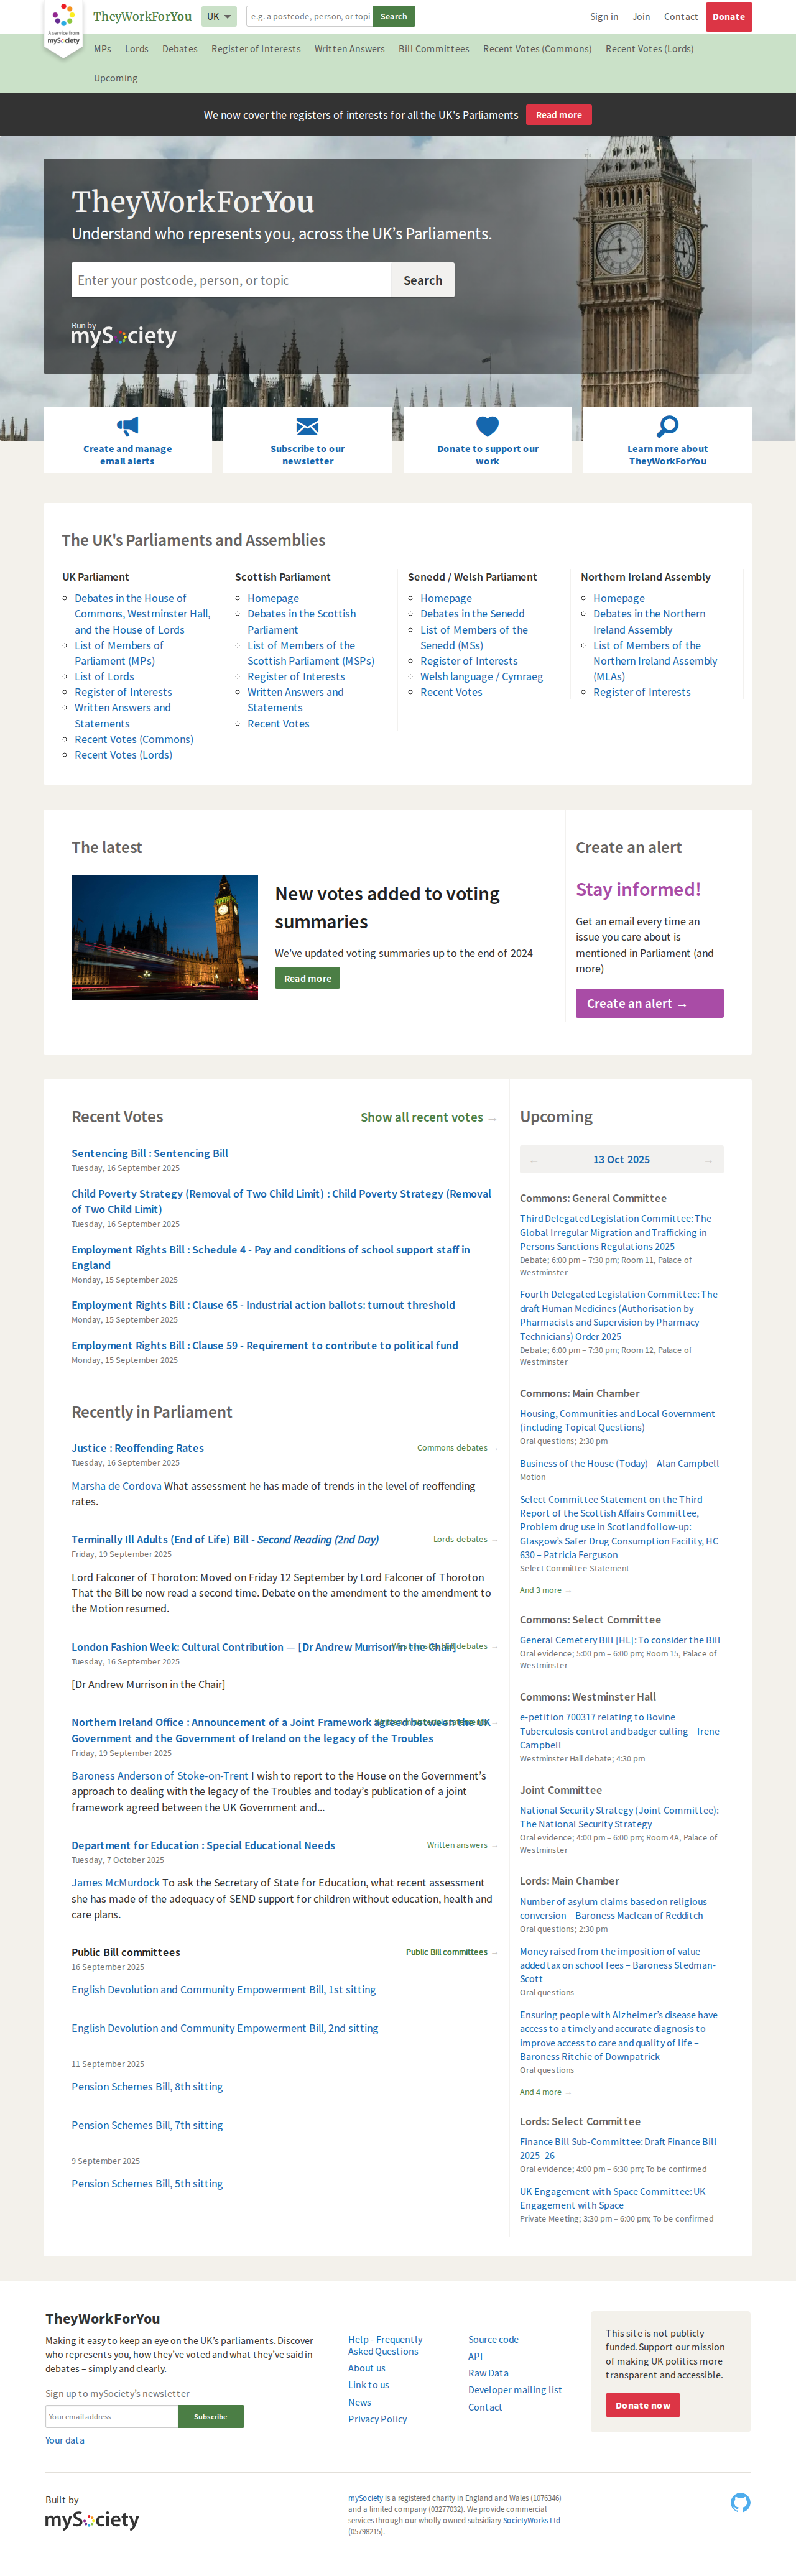 A service from
mySociety
TheyWorkForYou
UK
e.g. a postcode, person, or topi
Search
Sign in
Join
Contact
Donate
MPs
Lords
Debates
Register of Interests
Written Answers
Bill Committees
Recent Votes (Commons)
Recent Votes (Lords)
Upcoming
We now cover the registers of interests for all the UK's Parliaments
Read more
TheyWorkForYou
Understand who represents you, across the UK's Parliaments.
Enter your postcode, person, or topic
Search
Run by
mySociety
Create and manage
email alerts
Subscribe to our
newsletter
Donate to support our
work
Learn more about
TheyWorkForYou
The UK's Parliaments and Assemblies
UK Parliament
Debates in the House of
Commons, Westminster Hall,
and the House of Lords
List of Members of
Parliament (MPs)
List of Lords
Register of Interests
Written Answers and
Statements
Recent Votes (Commons)
Recent Votes (Lords)
Scottish Parliament
Homepage
Debates in the Scottish
Parliament
List of Members of the
Scottish Parliament (MSPs)
Register of Interests
Written Answers and
Statements
Recent Votes
Senedd / Welsh Parliament
Homepage
Debates in the Senedd
List of Members of the
Senedd (MSs)
Register of Interests
Welsh language / Cymraeg
Recent Votes
Northern Ireland Assembly
Homepage
Debates in the Northern
Ireland Assembly
List of Members of the
Northern Ireland Assembly
(MLAs)
Register of Interests
The latest
New votes added to voting
summaries
We've updated voting summaries up to the end of 2024
Read more
Create an alert
Stay informed!
Get an email every time an
issue you care about is
mentioned in Parliament (and
more)
Create an alert →
Recent Votes
Show all recent votes →
Sentencing Bill : Sentencing Bill
Tuesday, 16 September 2025
Child Poverty Strategy (Removal of Two Child Limit) : Child Poverty Strategy (Removal
of Two Child Limit)
Tuesday, 16 September 2025
Employment Rights Bill : Schedule 4 - Pay and conditions of school support staff in
England
Monday, 15 September 2025
Employment Rights Bill : Clause 65 - Industrial action ballots: turnout threshold
Monday, 15 September 2025
Employment Rights Bill : Clause 59 - Requirement to contribute to political fund
Monday, 15 September 2025
Recently in Parliament
Justice : Reoffending Rates
Commons debates →
Tuesday, 16 September 2025
Marsha de Cordova What assessment he has made of trends in the level of reoffending
rates.
Terminally Ill Adults (End of Life) Bill - Second Reading (2nd Day)
Lords debates →
Friday, 19 September 2025
Lord Falconer of Thoroton: Moved on Friday 12 September by Lord Falconer of Thoroton
That the Bill be now read a second time. Debate on the amendment to the amendment to
the Motion resumed.
London Fashion Week: Cultural Contribution — [Dr Andrew Murrison in the Chair]
debates →
Tuesday, 16 September 2025
[Dr Andrew Murrison in the Chair]
Northern Ireland Office : Announcement of a Joint Framework agreed between the UK
Government and the Government of Ireland on the legacy of the Troubles
Friday, 19 September 2025
Baroness Anderson of Stoke-on-Trent I wish to report to the House on the Government's
approach to dealing with the legacy of the Troubles and today's publication of a joint
framework agreed between the UK Government and...
Department for Education : Special Educational Needs
Written answers →
Tuesday, 7 October 2025
James McMurdock To ask the Secretary of State for Education, what recent assessment
she has made of the adequacy of SEND support for children without education, health and
care plans.
Public Bill committees
Public Bill committees →
16 September 2025
English Devolution and Community Empowerment Bill, 1st sitting
English Devolution and Community Empowerment Bill, 2nd sitting
11 September 2025
Pension Schemes Bill, 8th sitting
Pension Schemes Bill, 7th sitting
9 September 2025
Pension Schemes Bill, 5th sitting
Upcoming
← 13 Oct 2025 →
Commons: General Committee
Third Delegated Legislation Committee: The
Global Irregular Migration and Trafficking in
Persons Sanctions Regulations 2025
Debate; 6:00 pm – 7:30 pm; Room 11, Palace of
Westminster
Fourth Delegated Legislation Committee: The
draft Human Medicines (Authorisation by
Pharmacists and Supervision by Pharmacy
Technicians) Order 2025
Debate; 6:00 pm – 7:30 pm; Room 12, Palace of
Westminster
Commons: Main Chamber
Housing, Communities and Local Government
(including Topical Questions)
Oral questions; 2:30 pm
Business of the House (Today) – Alan Campbell
Motion
Select Committee Statement on the Third
Report of the Scottish Affairs Committee,
Problem drug use in Scotland follow-up:
Glasgow's Safer Drug Consumption Facility, HC
630 – Patricia Ferguson
Select Committee Statement
And 3 more →
Commons: Select Committee
General Cemetery Bill [HL]: To consider the Bill
Oral evidence; 5:00 pm – 6:00 pm; Room 15, Palace of
Westminster
Commons: Westminster Hall
e-petition 700317 relating to Bovine
Tuberculosis control and badger culling – Irene
Campbell
Westminster Hall debate; 4:30 pm
Joint Committee
National Security Strategy (Joint Committee):
The National Security Strategy
Oral evidence; 4:00 pm – 6:00 pm; Room 4A, Palace of
Westminster
Lords: Main Chamber
Number of asylum claims based on religious
conversion – Baroness Maclean of Redditch
Oral questions; 2:30 pm
Money raised from the imposition of value
added tax on school fees – Baroness Stedman-
Scott
Oral questions
Ensuring people with Alzheimer's disease have
access to a timely and accurate diagnosis to
improve access to care and quality of life –
Baroness Ritchie of Downpatrick
Oral questions
And 4 more →
Lords: Select Committee
Finance Bill Sub-Committee: Draft Finance Bill
2025–26
Oral evidence; 4:00 pm – 6:30 pm; To be confirmed
UK Engagement with Space Committee: UK
Engagement with Space
Private Meeting; 3:30 pm – 6:00 pm; To be confirmed
TheyWorkForYou
Making it easy to keep an eye on the UK's parliaments. Discover
who represents you, how they've voted and what they've said in
debates – simply and clearly.
Sign up to mySociety's newsletter
Your email address
Subscribe
Your data
Help - Frequently
Asked Questions
About us
Link to us
News
Privacy Policy
Source code
API
Raw Data
Developer mailing list
Contact
This site is not publicly
funded. Support our mission
of making UK politics more
transparent and accessible.
Donate now
Built by
mySociety
mySociety is a registered charity in England and Wales (1076346)
and a limited company (03277032). We provide commercial
services through our wholly owned subsidiary SocietyWorks Ltd
(05798215).